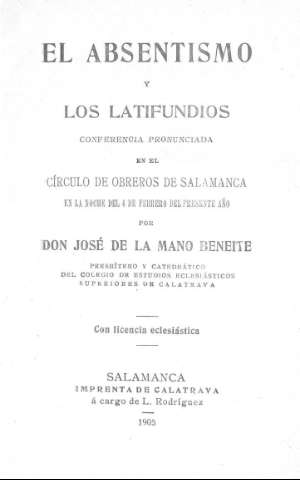 EL ABSENTISMO
Y
LOS LATIFUNDIOS
CONFERENCIA PRONUNCIADA
EN EL
CÍRCULO DE OBREROS DE SALAMANCA
EN LA NOCHE DEL 4 DE FEBRERO DEL PRESENTE AÑO
POR
DON JOSÉ DE LA MANO BENEITE
PRESBÍTERO Y CATEDRÁTICO
DEL COLEGIO DE ESTUDIOS ECLESIÁSTICOS
SUPERIORES DE CALATRAVA
Con licencia eclesiástica
SALAMANCA
IMPRENTA DE CALATRAVA
á cargo de L. Rodríguez
1905